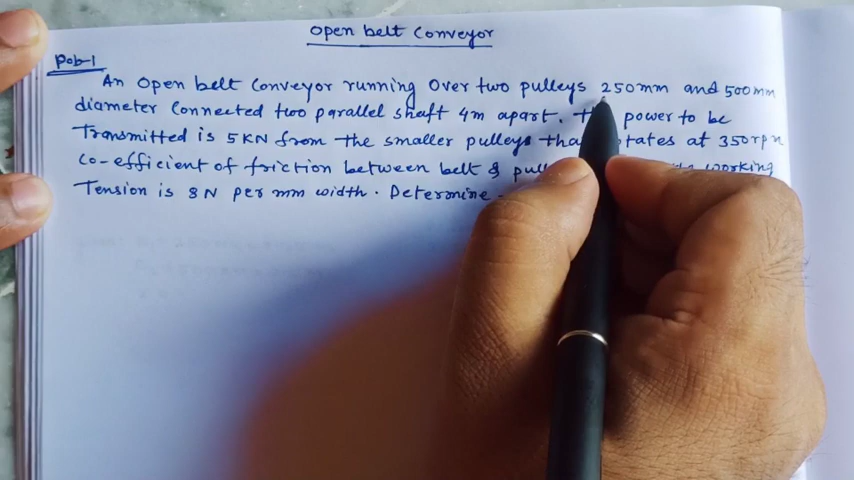 Open belt Conveyor
Pob-1
An Open belt Conveyor running Over two pulleys 250mm and 500mm
diameter Connected two parallel shaft 4m apart. power to be
Transmitted is 5KN from the smaller pulleys at 350rpm
Co-efficient of friction between belt & working
Tension is 8N per mm width. Determine -